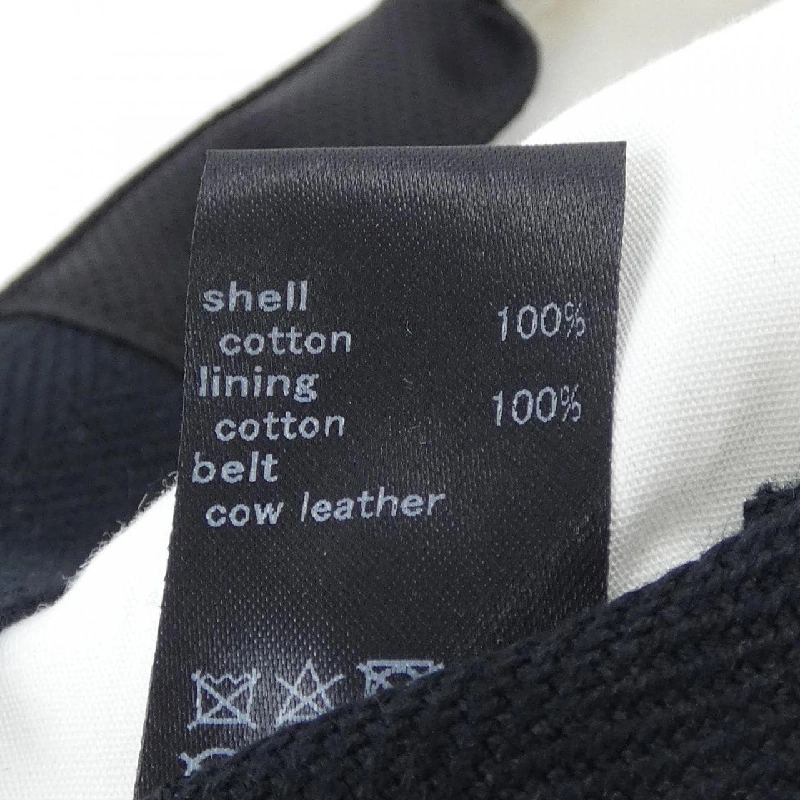 shell
cotton 100%
lining
cotton 100%
belt
cow leather